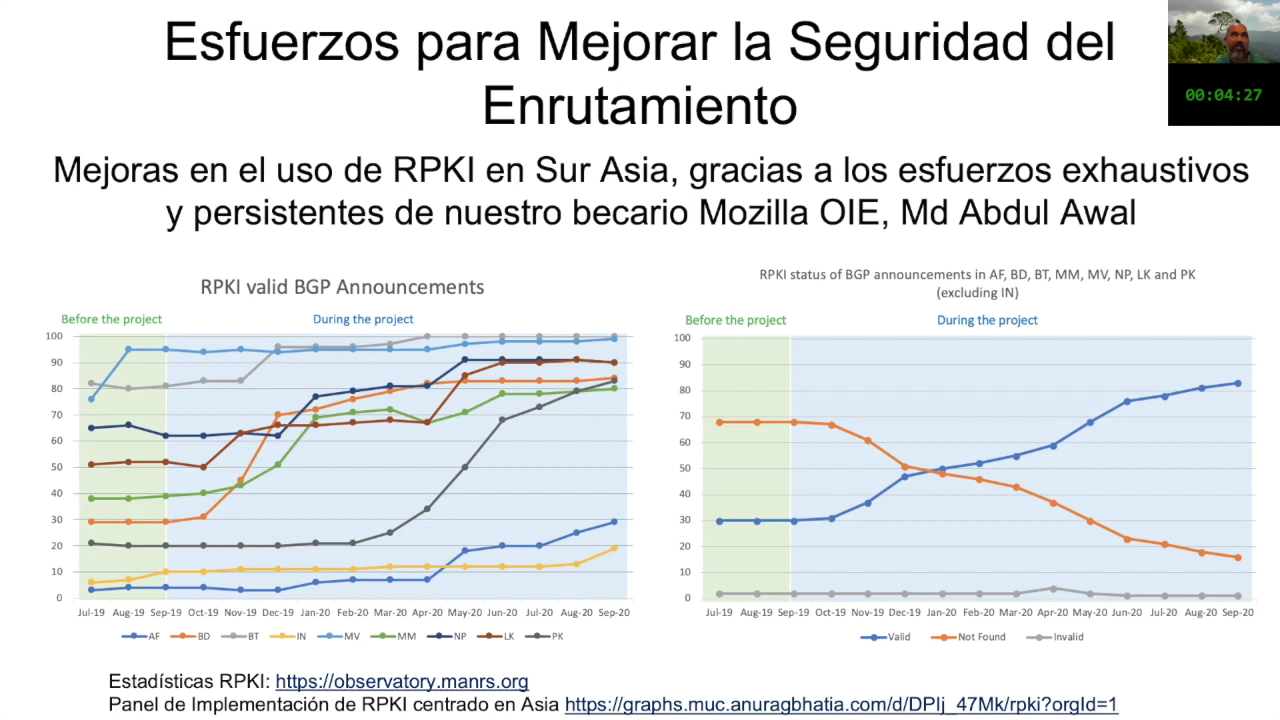 Esfuerzos para Mejorar la Seguridad del
Enrutamiento
00:04:27
Mejoras en el uso de RPKI en Sur Asia, gracias a los esfuerzos exhaustivos
y persistentes de nuestro becario Mozilla OIE, Md Abdul Awal
RPKI valid BGP Announcements
Before the project
During the project
100
90
80
70
60
50
40
30
20
10
0
Jul-19 Aug-19 Sep-19 Oct-19 Nov-19 Dec-19 Jan-20 Feb-20 Mar-20 Apr-20 May-20 Jun-20 Jul-20 Aug-20 Sep-20
AF BD BT IN MV MM NP LK PK
RPKI status of BGP announcements in AF, BD, BT, MM, MV, NP, LK and PK
(excluding IN)
Before the project
During the project
100
90
80
70
60
50
40
30
20
10
0
Jul-19 Aug-19 Sep-19 Oct-19 Nov-19 Dec-19 Jan-20 Feb-20 Mar-20 Apr-20 May-20 Jun-20 Jul-20 Aug-20 Sep-20
Valid Not Found Invalid
Estadísticas RPKI: https://observatory.manrs.org
Panel de Implementación de RPKI centrado en Asia https://graphs.muc.anuragbhatia.com/d/DPIj_47Mk/rpki?orgId=1